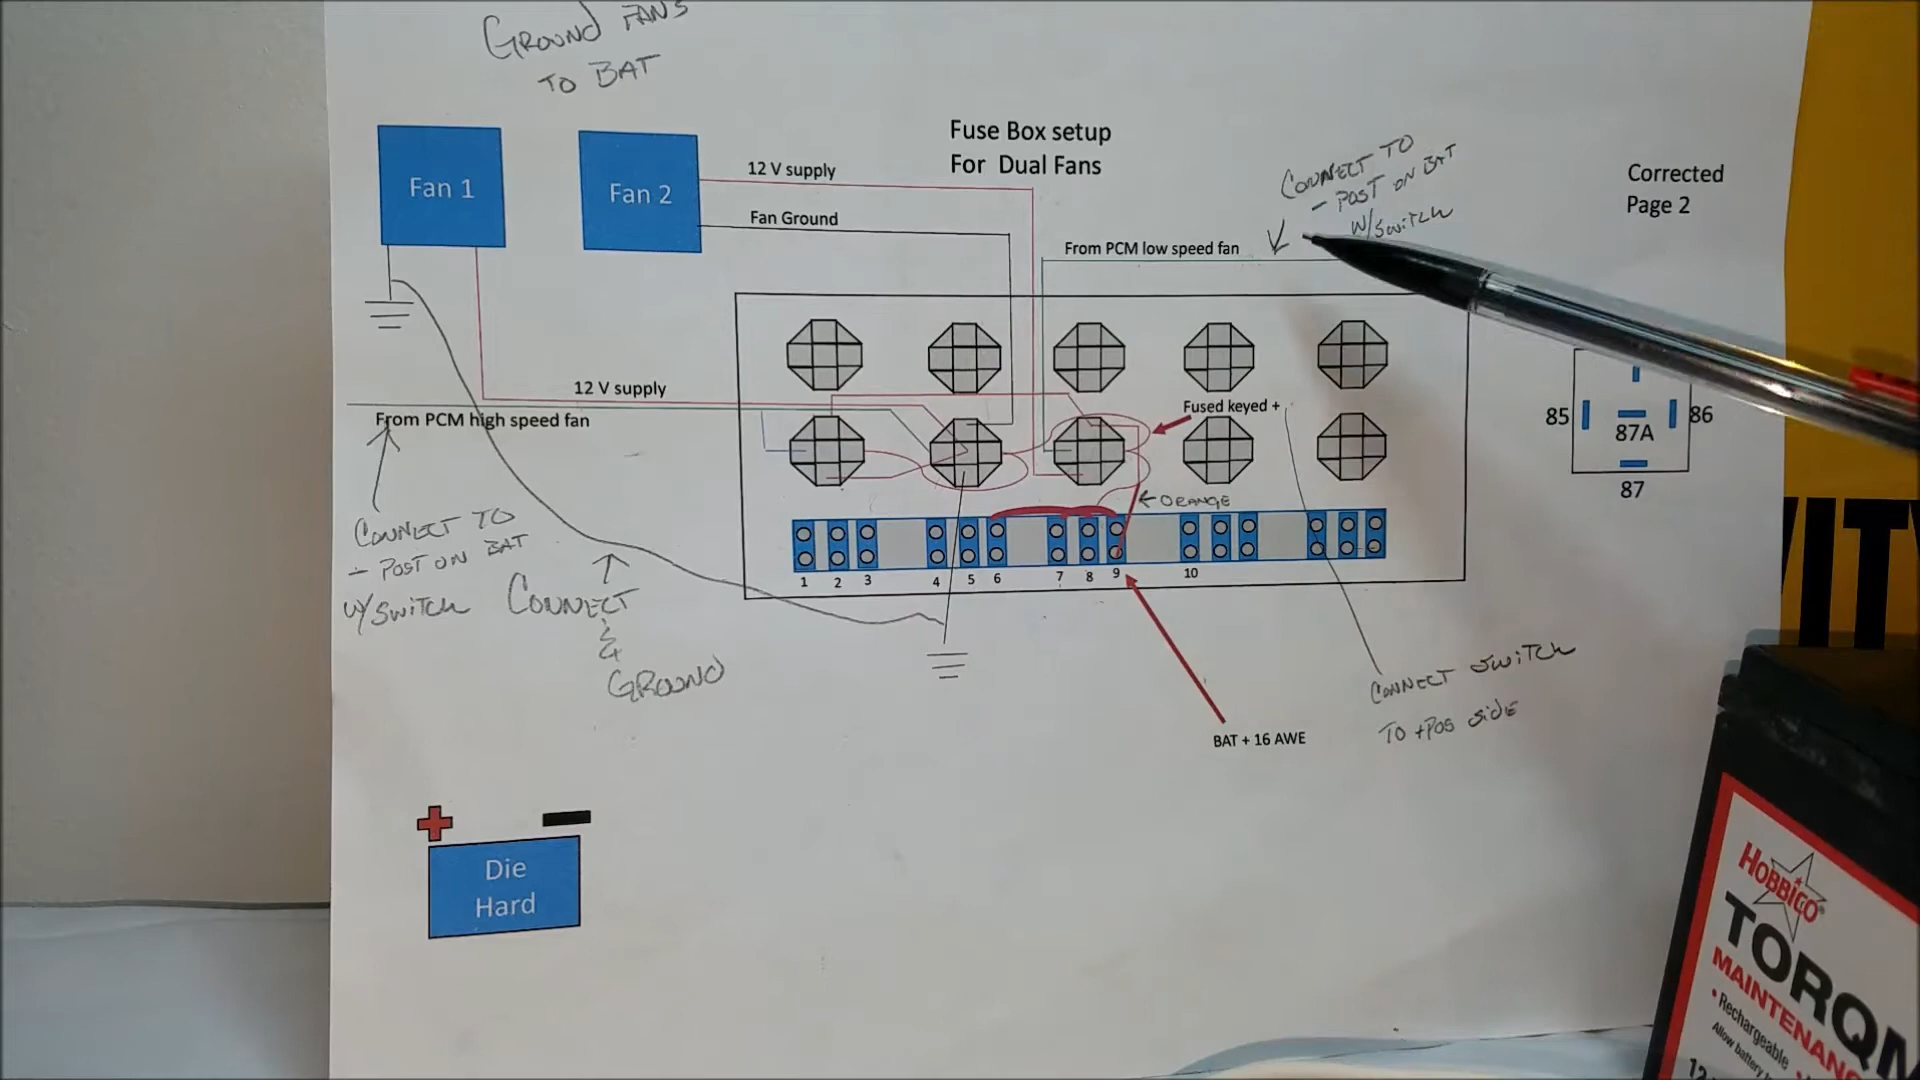 GROUND FANS
TO BAT
Fuse Box setup
For Dual Fans
Fan 1
Fan 2
12 V supply
Fan Ground
CONNECT TO
- POST ON BAT
W/SWITCH
Corrected
Page 2
From PCM low speed fan
12 V supply
From PCM high speed fan
Fused keyed +
85
87A
86
87
ORANGE
1 2 3 4 5 6 7 8 9 10
CONNECT TO
- POST ON BAT
W/SWITCH
CONNECT
&
GROUND
CONNECT SWITCH
TO +POS SIDE
BAT + 16 AWE
Die
Hard
HOBBICO
TORQM
MAINTENANC
• Rechargeable
Allow battery
12